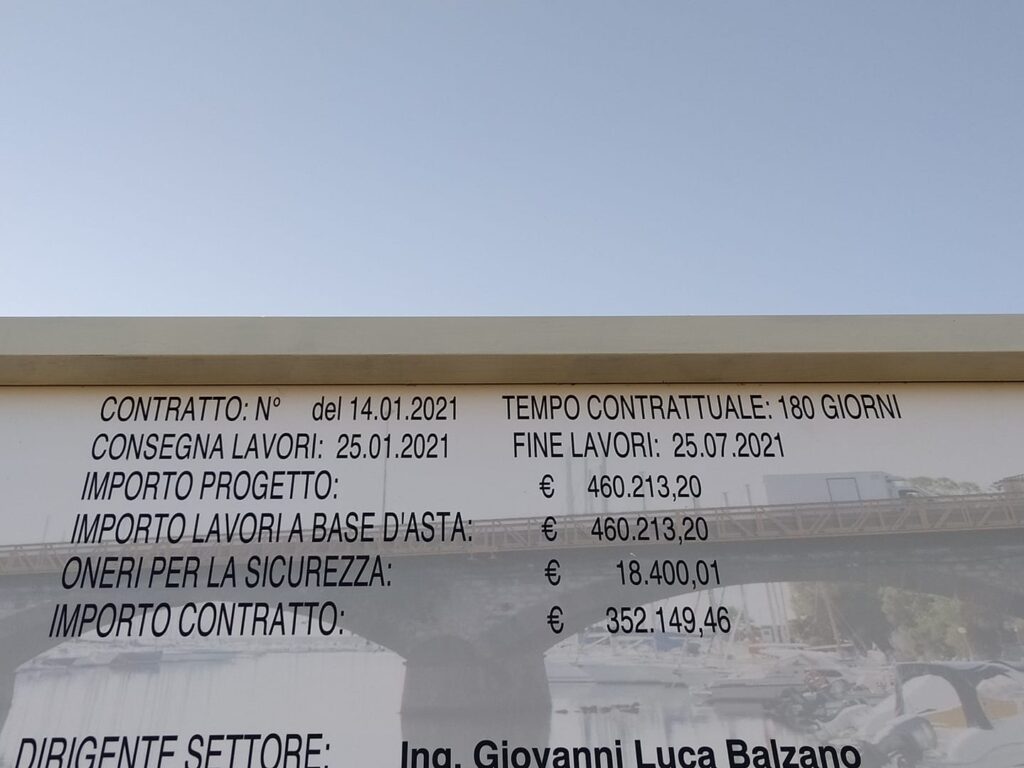 CONTRATTO: N° del 14.01.2021 TEMPO CONTRATTUALE: 180 GIORNI
CONSEGNA LAVORI: 25.01.2021 FINE LAVORI: 25.07.2021
IMPORTO PROGETTO: € 460.213,20
IMPORTO LAVORI A BASE D'ASTA: € 460.213,20
ONERI PER LA SICUREZZA: € 18.400,01
IMPORTO CONTRATTO: € 352.149,46
DIRIGENTE SETTORE: Ing. Giovanni Luca Balzano